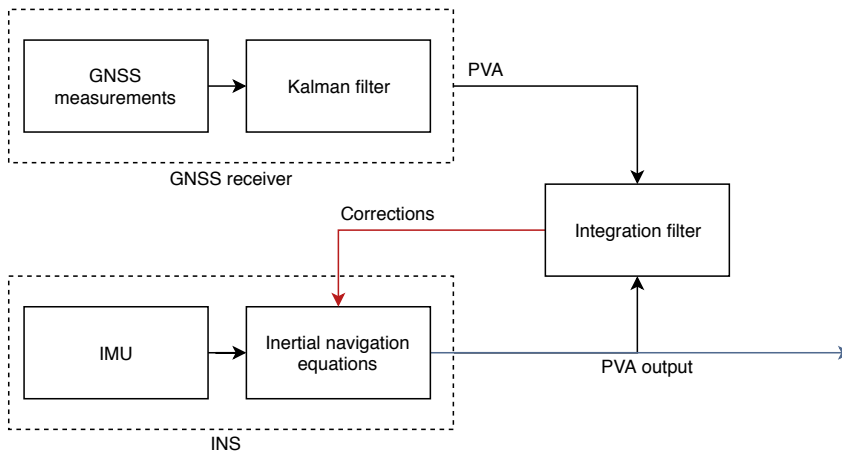 GNSS
measurements
Kalman filter
PVA
GNSS receiver
Corrections
Integration filter
IMU
Inertial navigation
equations
PVA output
INS